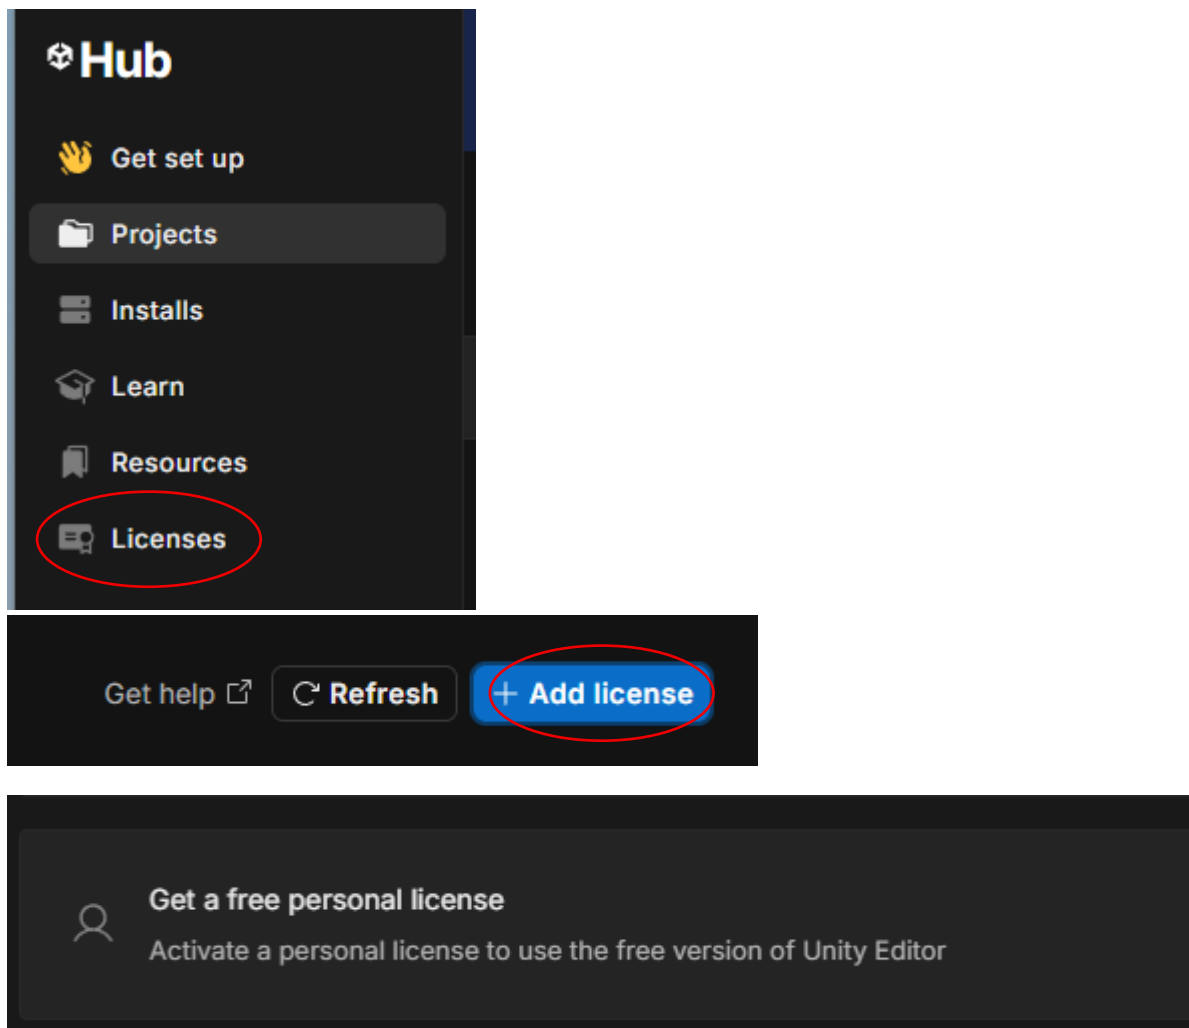 Hub
Get set up
Projects
Installs
Learn
Resources
Licenses
Get help Refresh + Add license
Get a free personal license
Activate a personal license to use the free version of Unity Editor